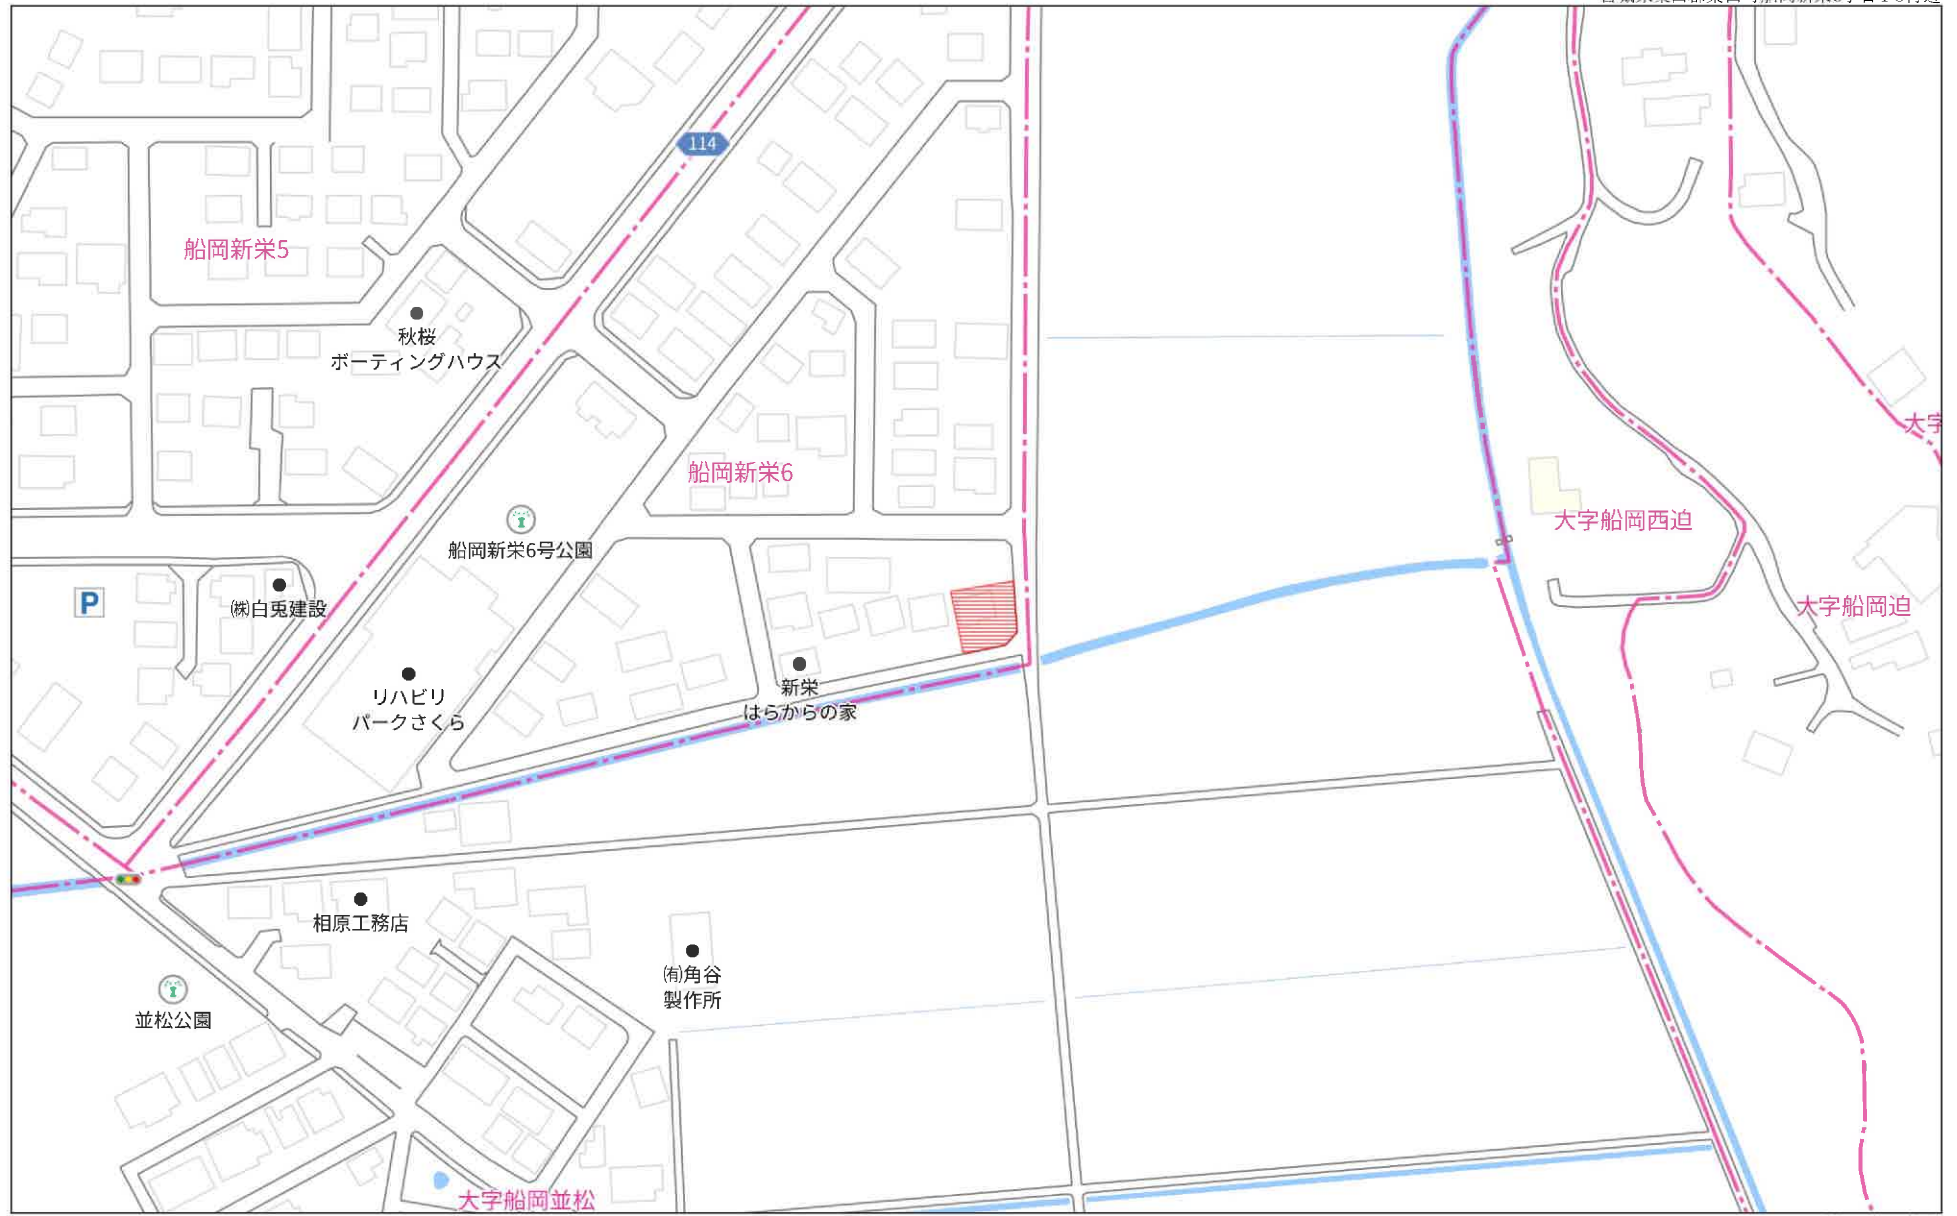 114
船岡新栄5
秋桜
ボーティングハウス
船岡新栄6
大字
船岡新栄6号公園
大字船岡西迫
㈱白兎建設
P
大字船岡迫
リハビリ
パークさくら
新栄
はらからの家
相原工務店
㈲角谷
製作所
並松公園
大字船岡並松